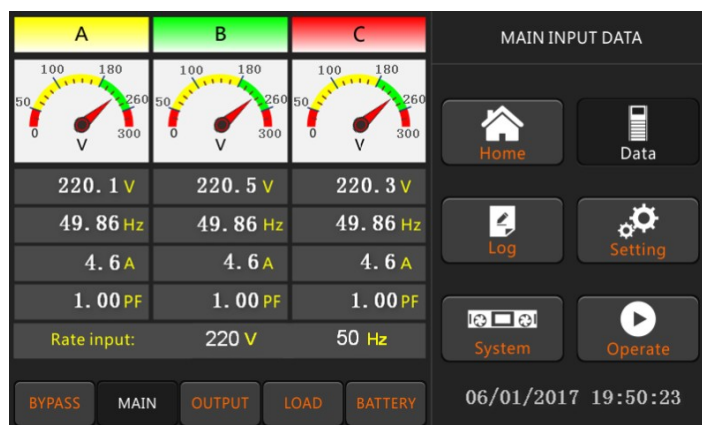 A B C MAIN INPUT DATA
100 180 100 180 100 180
50 260 50 260 50 260
0 300 0 300 0 300
V V V
Home Data
220.1 V 220.5 V 220.3 V
49.86 Hz 49.86 Hz 49.86 Hz
Log Setting
4.6 A 4.6 A 4.6 A
1.00 PF 1.00 PF 1.00 PF
Rate input: 220 V 50 Hz
System Operate
BYPASS MAIN OUTPUT LOAD BATTERY
06/01/2017 19:50:23